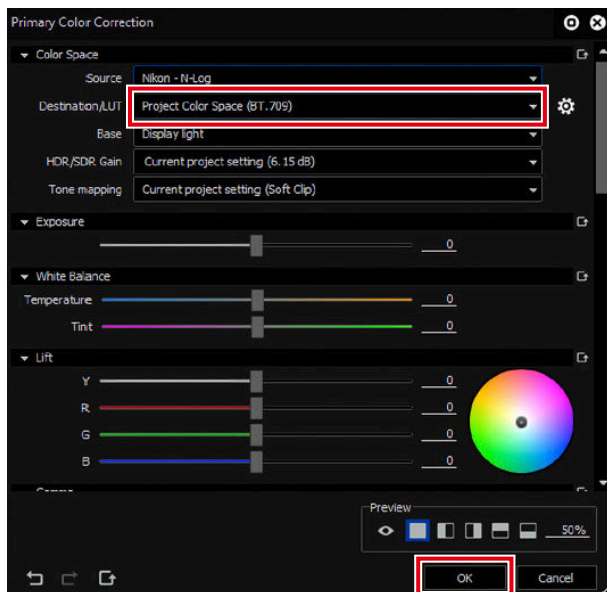 Primary Color Correction
Color Space
Source Nikon - N-Log
Destination/LUT Project Color Space (BT.709)
Base Display light
HDR/SDR Gain Current project setting (6.15 dB)
Tone mapping Current project setting (Soft Clip)
Exposure
0
White Balance
Temperature 0
Tint 0
Lift
Y 0
R 0
G 0
B 0
Preview
50%
OK Cancel